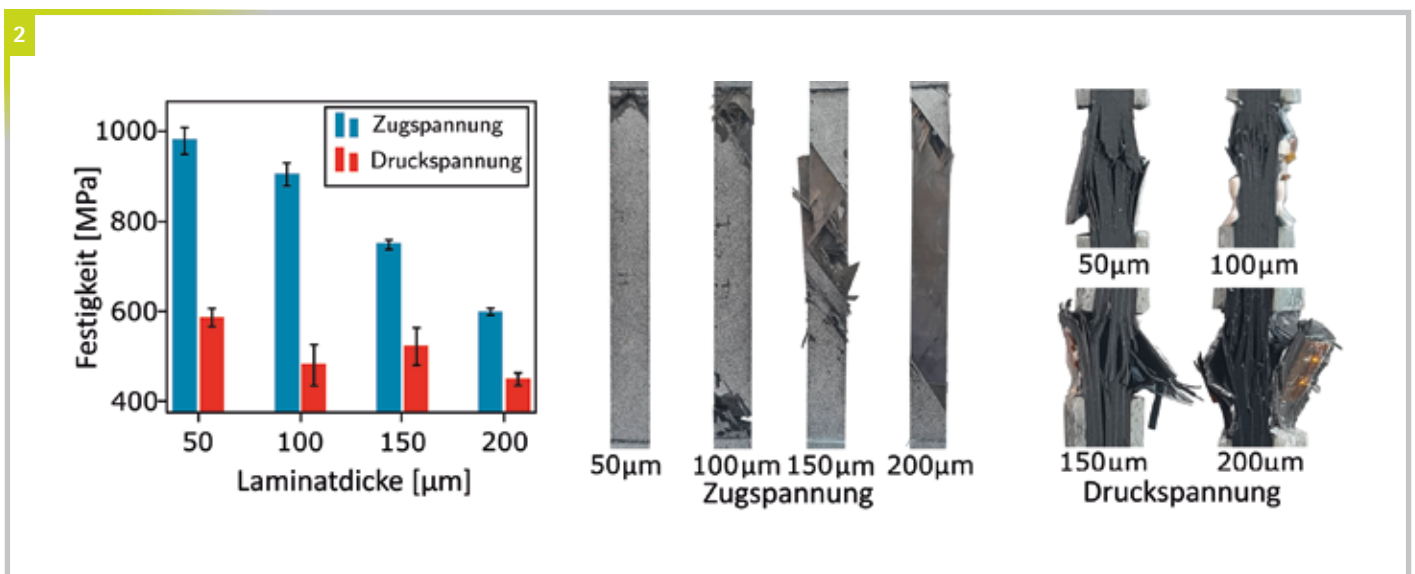 2
Zugspannung
Druckspannung
1000
800
600
400
Festigkeit [MPa]
50
100
150
200
Laminatdicke [µm]
50µm
100µm
150µm
200µm
Zugspannung
50µm
100µm
150µm
200µm
Druckspannung